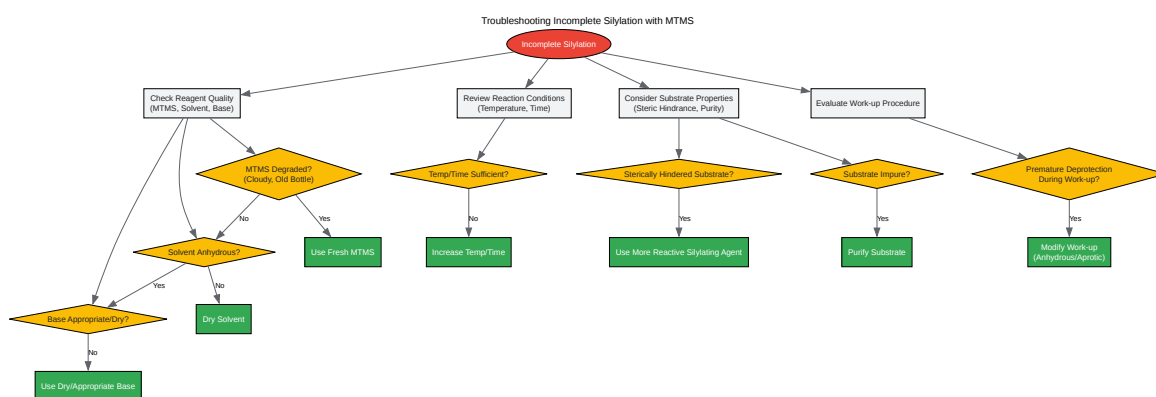 Troubleshooting Incomplete Silylation with MTMS
Incomplete Silylation
Check Reagent Quality
(MTMS, Solvent, Base)
Review Reaction Conditions
(Temperature, Time)
Consider Substrate Properties
(Steric Hindrance, Purity)
Evaluate Work-up Procedure
MTMS Degraded?
(Cloudy, Old Bottle)
Temp/Time Sufficient?
Sterically Hindered Substrate?
Substrate Impure?
Premature Deprotection
During Work-up?
No
Yes
No
Yes
Yes
Yes
Solvent Anhydrous?
Use Fresh MTMS
Increase Temp/Time
Use More Reactive Silylating Agent
Purify Substrate
Modify Work-up
(Anhydrous/Aprotic)
Yes
No
Base Appropriate/Dry?
Dry Solvent
No
Use Dry/Appropriate Base